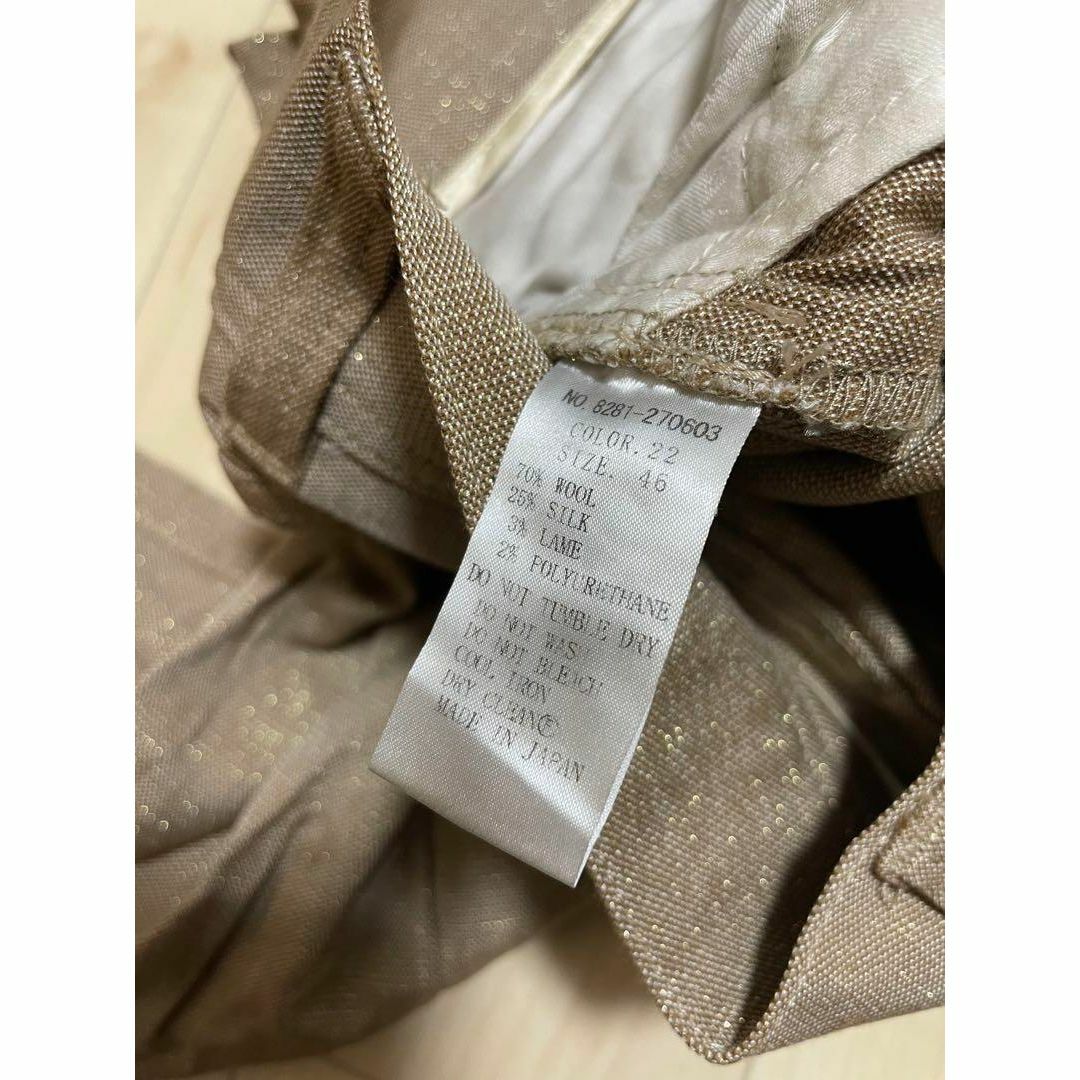 NO. 8281-270603
COLOR. 22
SIZE. 46
70% WOOL
25% SILK
3% LAME
2% POLYURETHANE
DO NOT TUMBLE DRY
DO NOT WASH
DO NOT BLEACH
COOL IRON
DRY CLEAN Ⓟ
MADE IN JAPAN